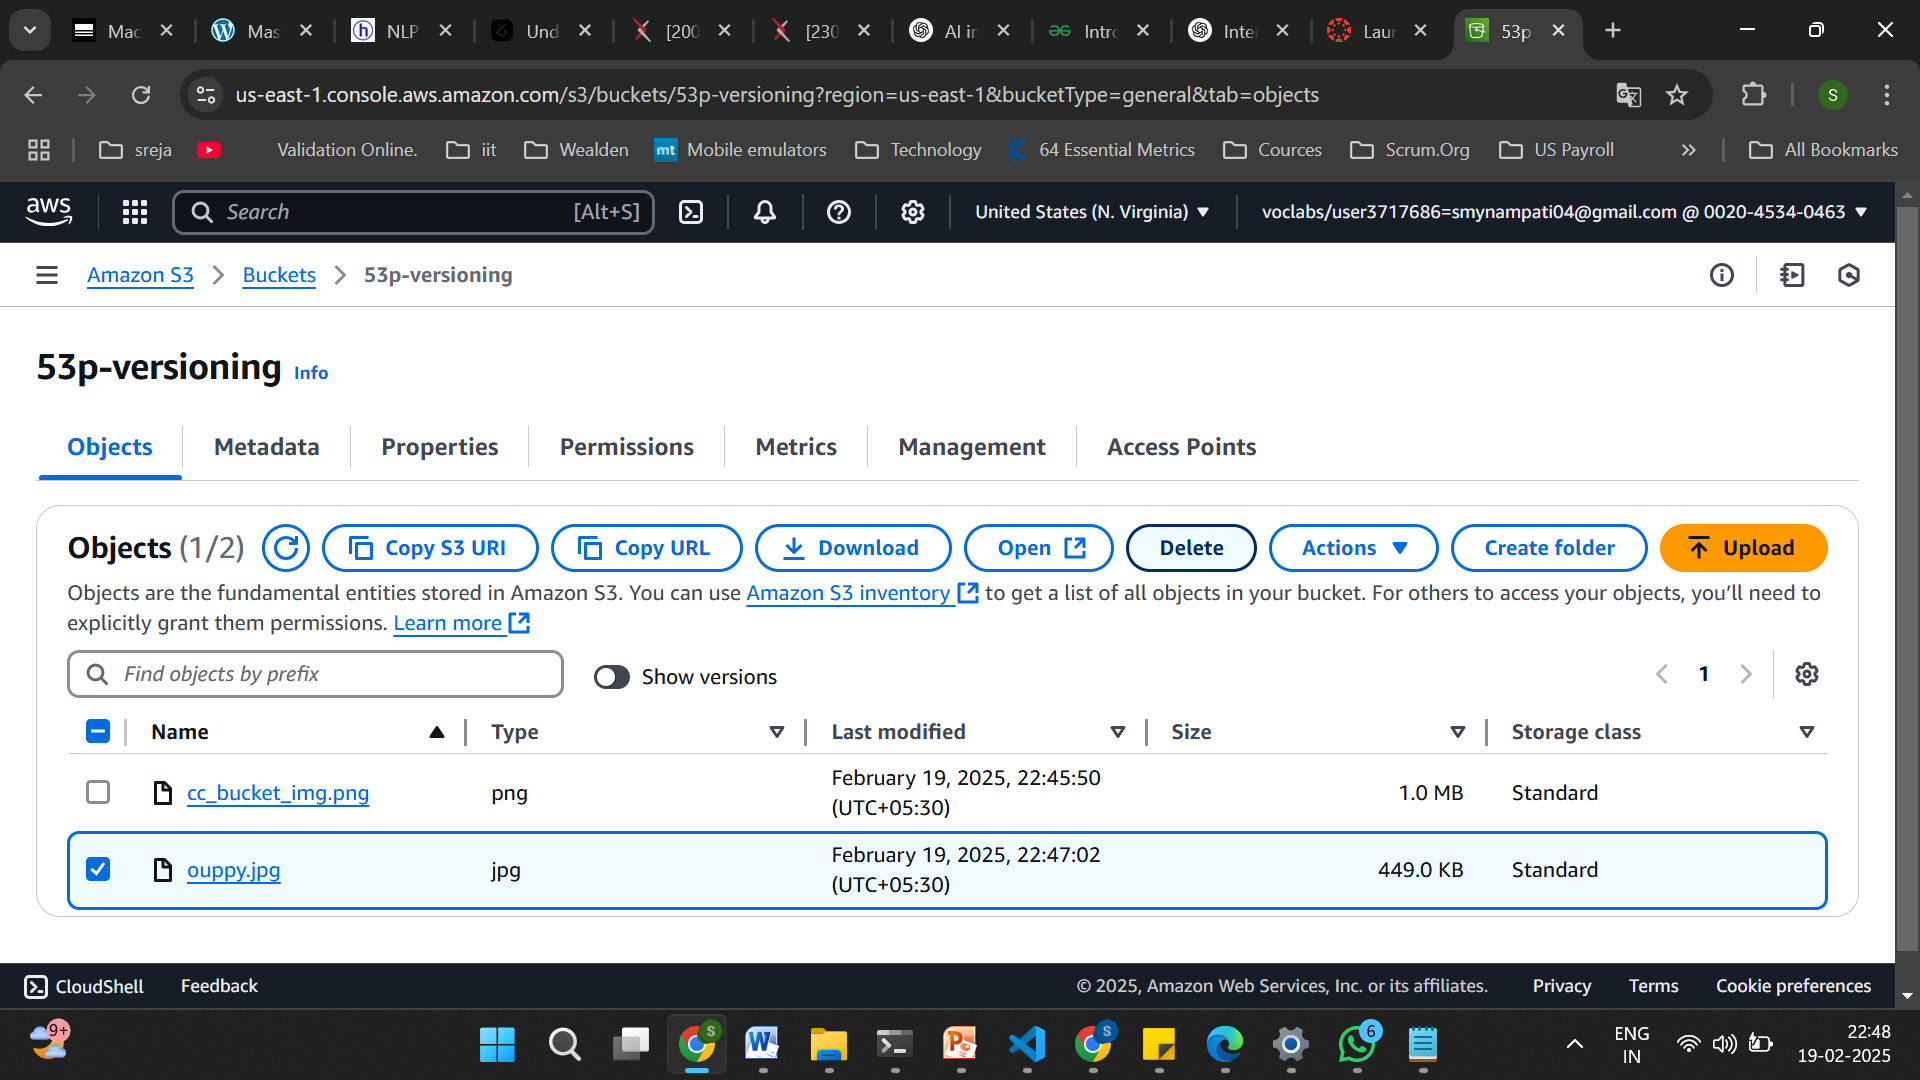 Mac
Mas
NLP
Und
[200
[230
AI in
Intro
Inte
Laur
53p
us-east-1.console.aws.amazon.com/s3/buckets/53p-versioning?region=us-east-1&bucketType=general&tab=objects
S
sreja
Validation Online.
iit
Wealden
mt
Mobile emulators
Technology
64 Essential Metrics
Cources
Scrum.Org
US Payroll
All Bookmarks
aws
Search
[Alt+S]
United States (N. Virginia)
voclabs/user3717686=smynampati04@gmail.com @ 0020-4534-0463
Amazon S3
Buckets
53p-versioning
53p-versioning Info
Objects
Metadata
Properties
Permissions
Metrics
Management
Access Points
Objects (1/2)
Copy S3 URI
Copy URL
Download
Open
Delete
Actions
Create folder
Upload
Objects are the fundamental entities stored in Amazon S3. You can use Amazon S3 inventory to get a list of all objects in your bucket. For others to access your objects, you’ll need to
explicitly grant them permissions. Learn more
Find objects by prefix
Show versions
1
Name
Type
Last modified
Size
Storage class
cc_bucket_img.png
png
February 19, 2025, 22:45:50
(UTC+05:30)
1.0 MB
Standard
ouppy.jpg
jpg
February 19, 2025, 22:47:02
(UTC+05:30)
449.0 KB
Standard
CloudShell
Feedback
© 2025, Amazon Web Services, Inc. or its affiliates.
Privacy
Terms
Cookie preferences
9+
S
S
6
ENG
IN
22:48
19-02-2025